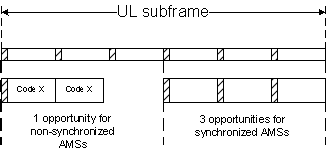 UL subframe
Code X
Code X
1 opportunity for
non-synchronized
AMSs
3 opportunities for
synchronized AMSs